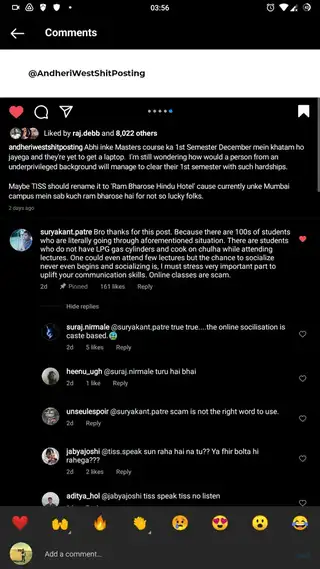 03:56
Comments
@AndheriWestShitPosting
Liked by raj.debb and 8,022 others
andheriwestshitposting Abhi inke Masters course ka 1st Semester December mein khatam ho
jayega and they're yet to get a laptop. I'm still wondering how would a person from an
underprivileged background will manage to clear their 1st semester with such hardships.
Maybe TISS should rename it to 'Ram Bharose Hindu Hotel' cause currently unke Mumbai
campus mein sab kuch ram bharose hai for not so lucky folks.
2 days ago
suryakant.patre Bro thanks for this post. Because there are 100s of students
who are literally going through aforementioned situation. There are students
who do not have LPG gas cylinders and cook on chulha while attending
lectures. One could even attend few lectures but the chance to socialize
never even begins and socializing is, I must stress very important part to
uplift your communication skills. Online classes are scam.
2d Pinned 161 likes Reply
Hide replies
suraj.nirmale @suryakant.patre true true....the online socilisation is
caste based.🥶
2d 5 likes Reply
heenu_ugh @suraj.nirmale turu hai bhai
2d 1 like Reply
unseulespoir @suryakant.patre scam is not the right word to use.
2d 2 likes Reply
jabyajoshi @tiss.speak sun raha hai na tu?? Ya fhir bolta hi
rahega???
2d 2 likes Reply
aditya_hol @jabyajoshi tiss speak tiss no listen
2d Reply
Add a comment...